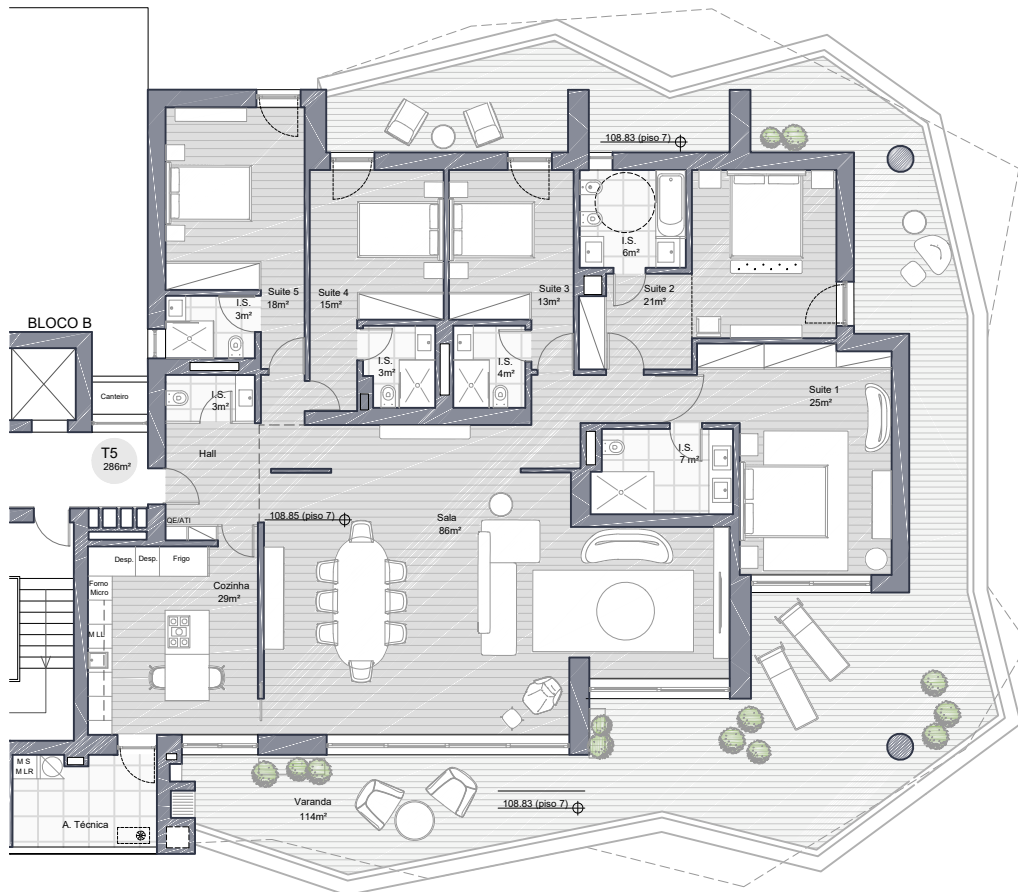 108.83 (piso 7)
I.S.
6m²
Suite 5
18m²
Suite 4
15m²
Suite 3
13m²
Suite 2
21m²
I.S.
3m²
BLOCO B
I.S.
3m²
I.S.
4m²
Canteiro
I.S.
3m²
Suite 1
25m²
T5
286m²
Hall
I.S.
7 m²
QE/ATI
108.85 (piso 7)
Sala
86m²
Desp.
Desp.
Frigo
Forno
Micro
Cozinha
29m²
M LL
M S
M LR
A. Técnica
Varanda
114m²
108.83 (piso 7)